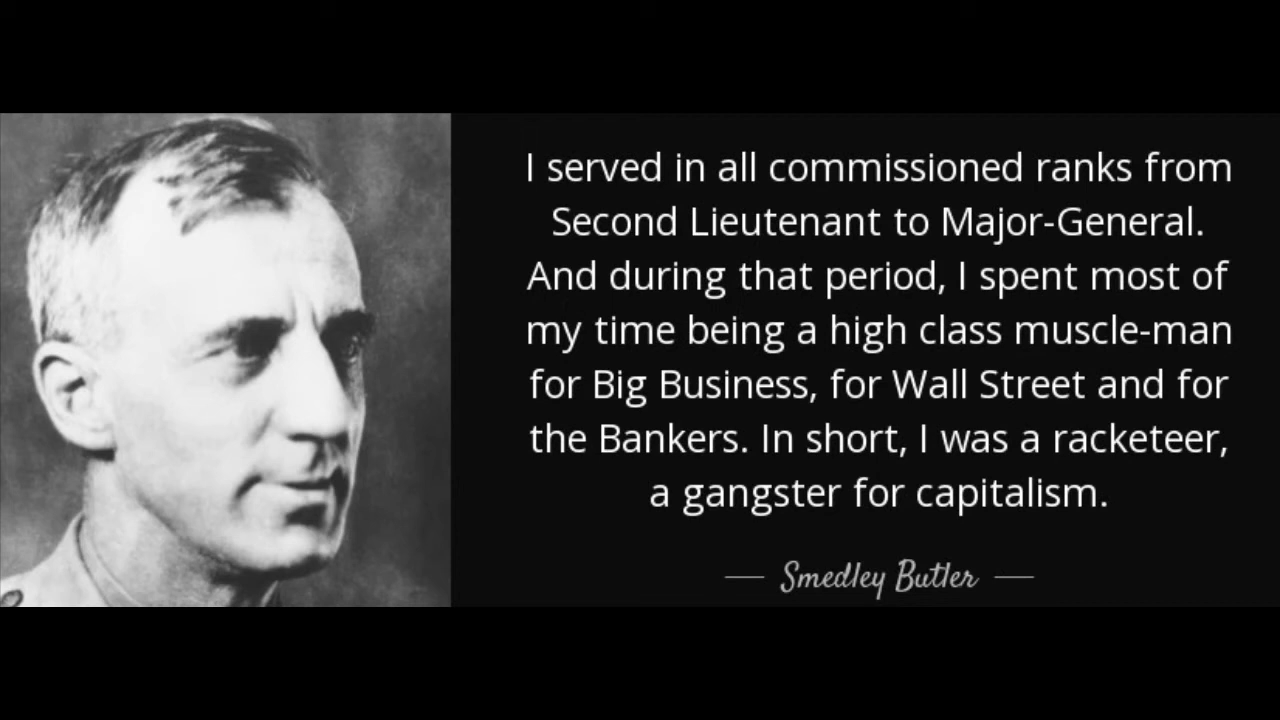 I served in all commissioned ranks from
Second Lieutenant to Major-General.
And during that period, I spent most of
my time being a high class muscle-man
for Big Business, for Wall Street and for
the Bankers. In short, I was a racketeer,
a gangster for capitalism.
— Smedley Butler —